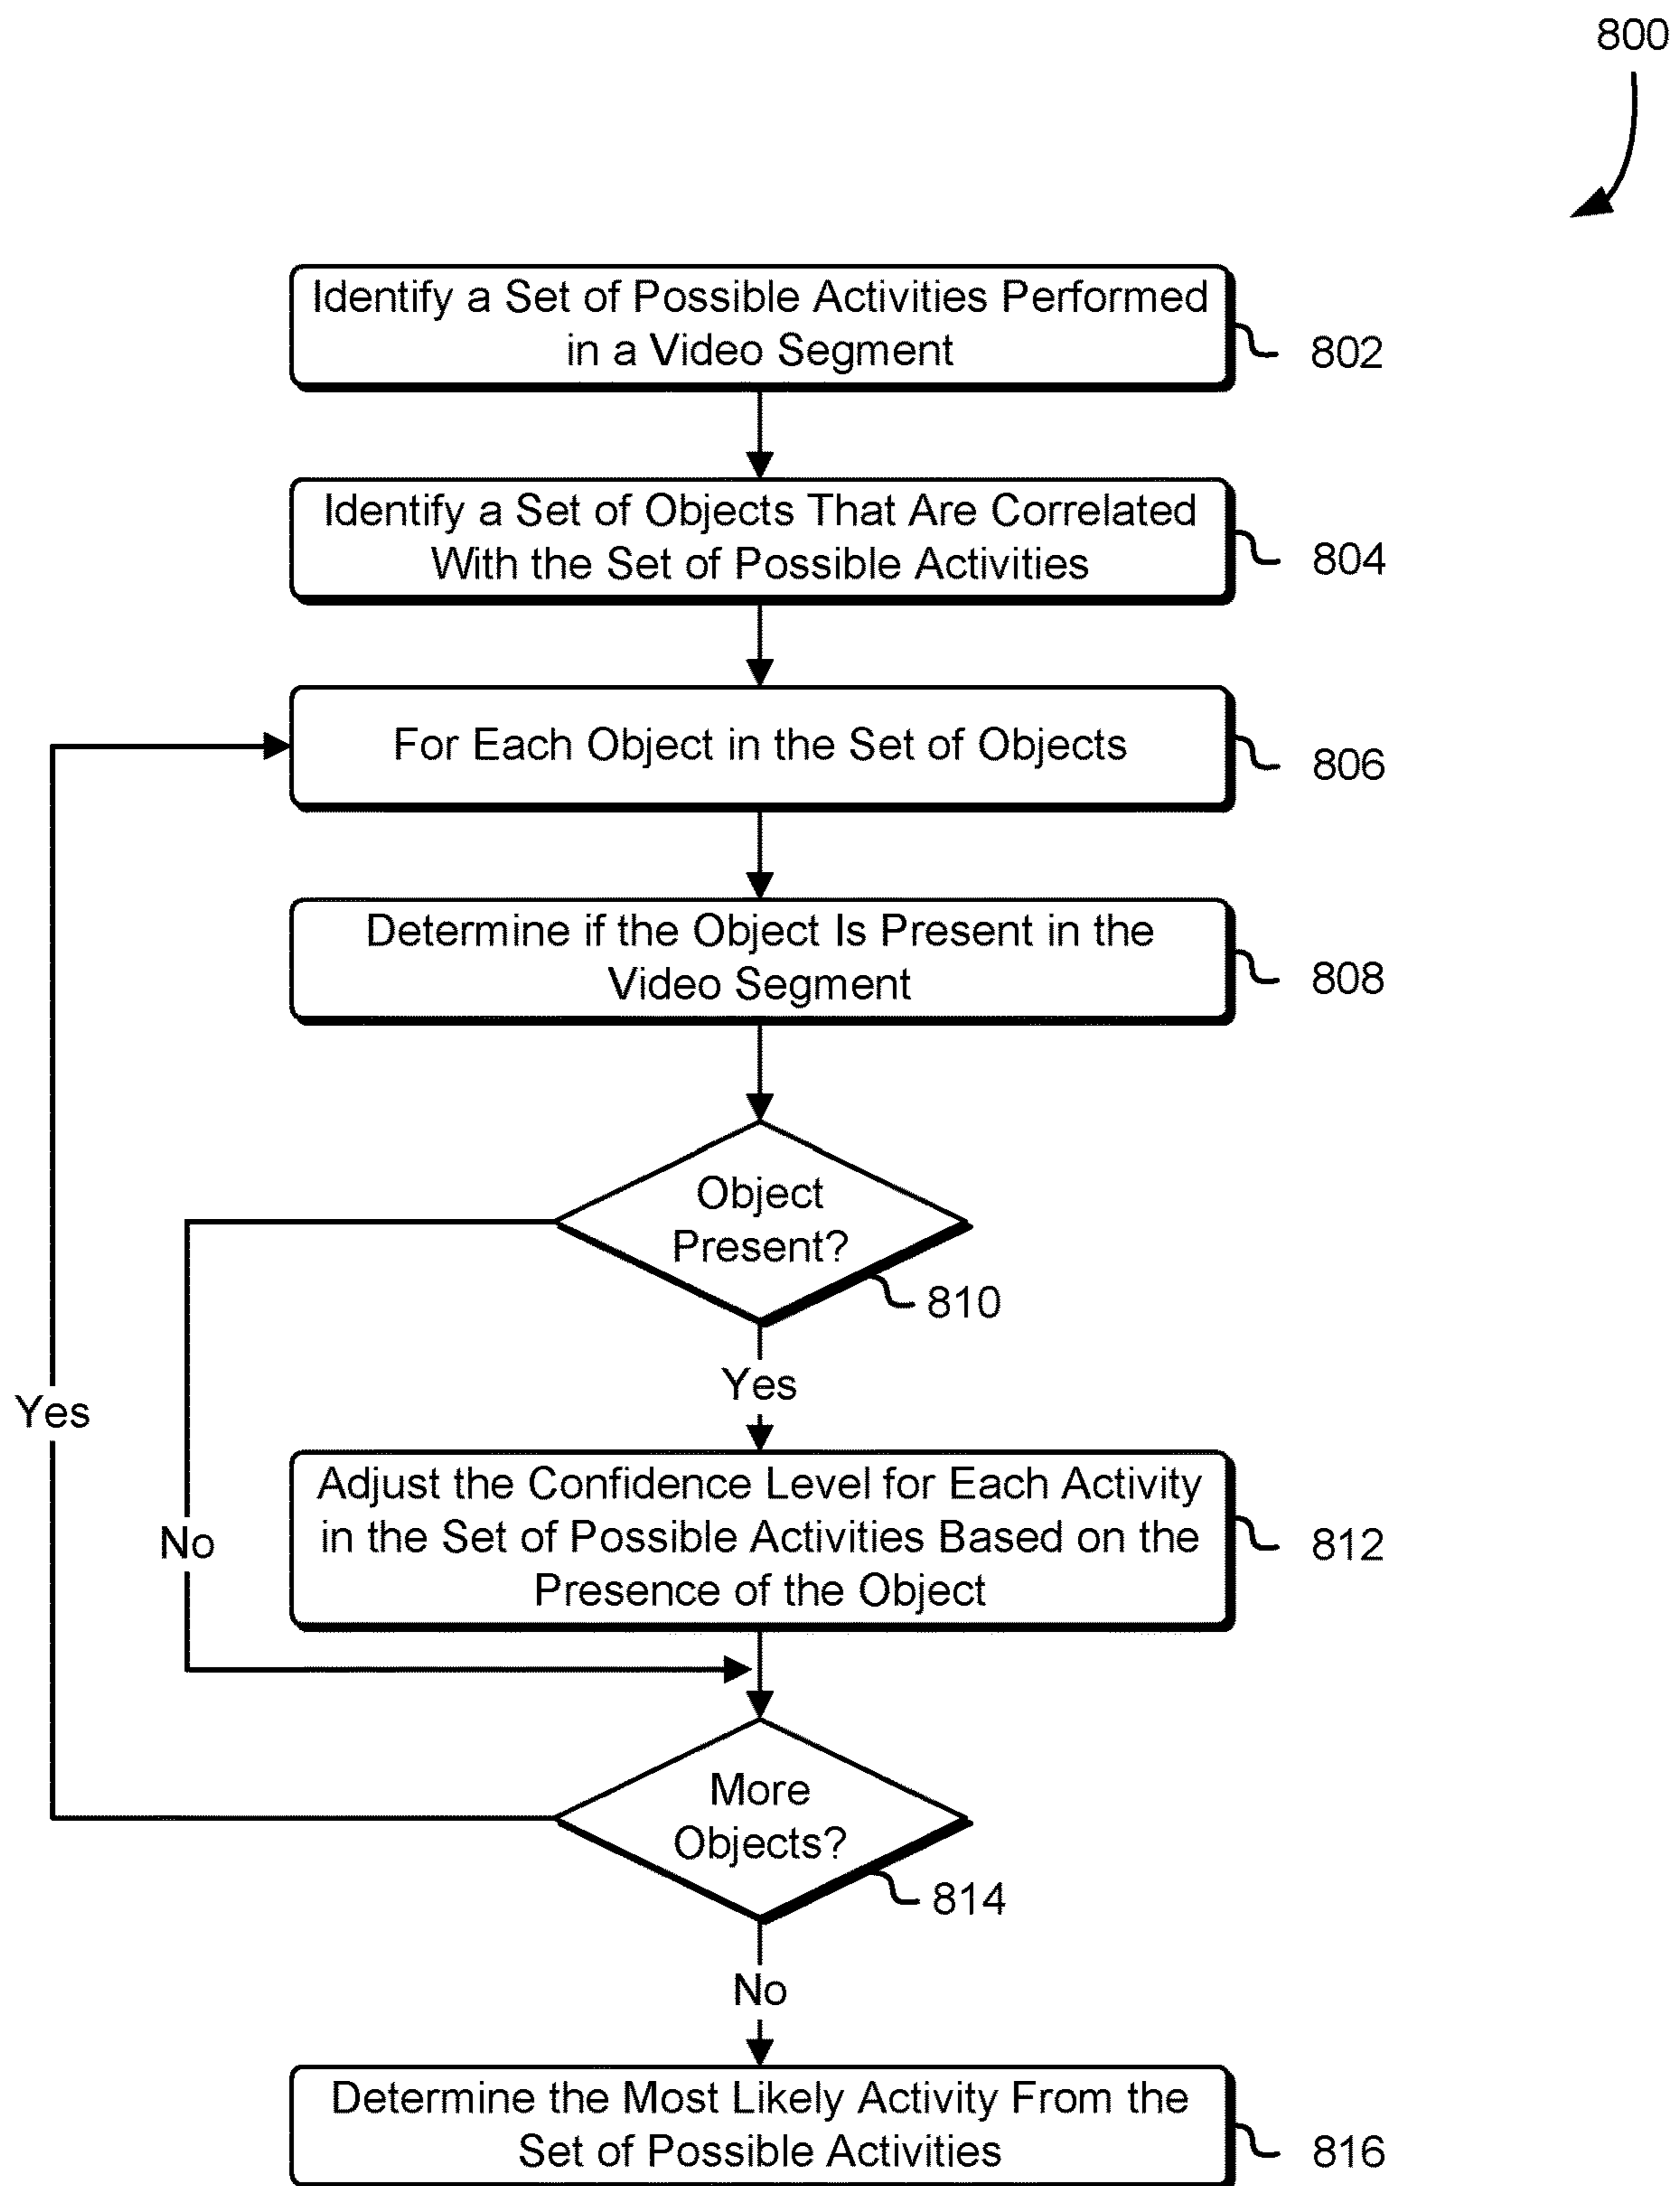 800
Identify a Set of Possible Activities Performed
in a Video Segment
802
Identify a Set of Objects That Are Correlated
With the Set of Possible Activities
804
For Each Object in the Set of Objects
806
Determine if the Object Is Present in the
Video Segment
808
Object
Present?
810
Yes
Yes
Adjust the Confidence Level for Each Activity
in the Set of Possible Activities Based on the
Presence of the Object
812
No
More
Objects?
814
No
Determine the Most Likely Activity From the
Set of Possible Activities
816